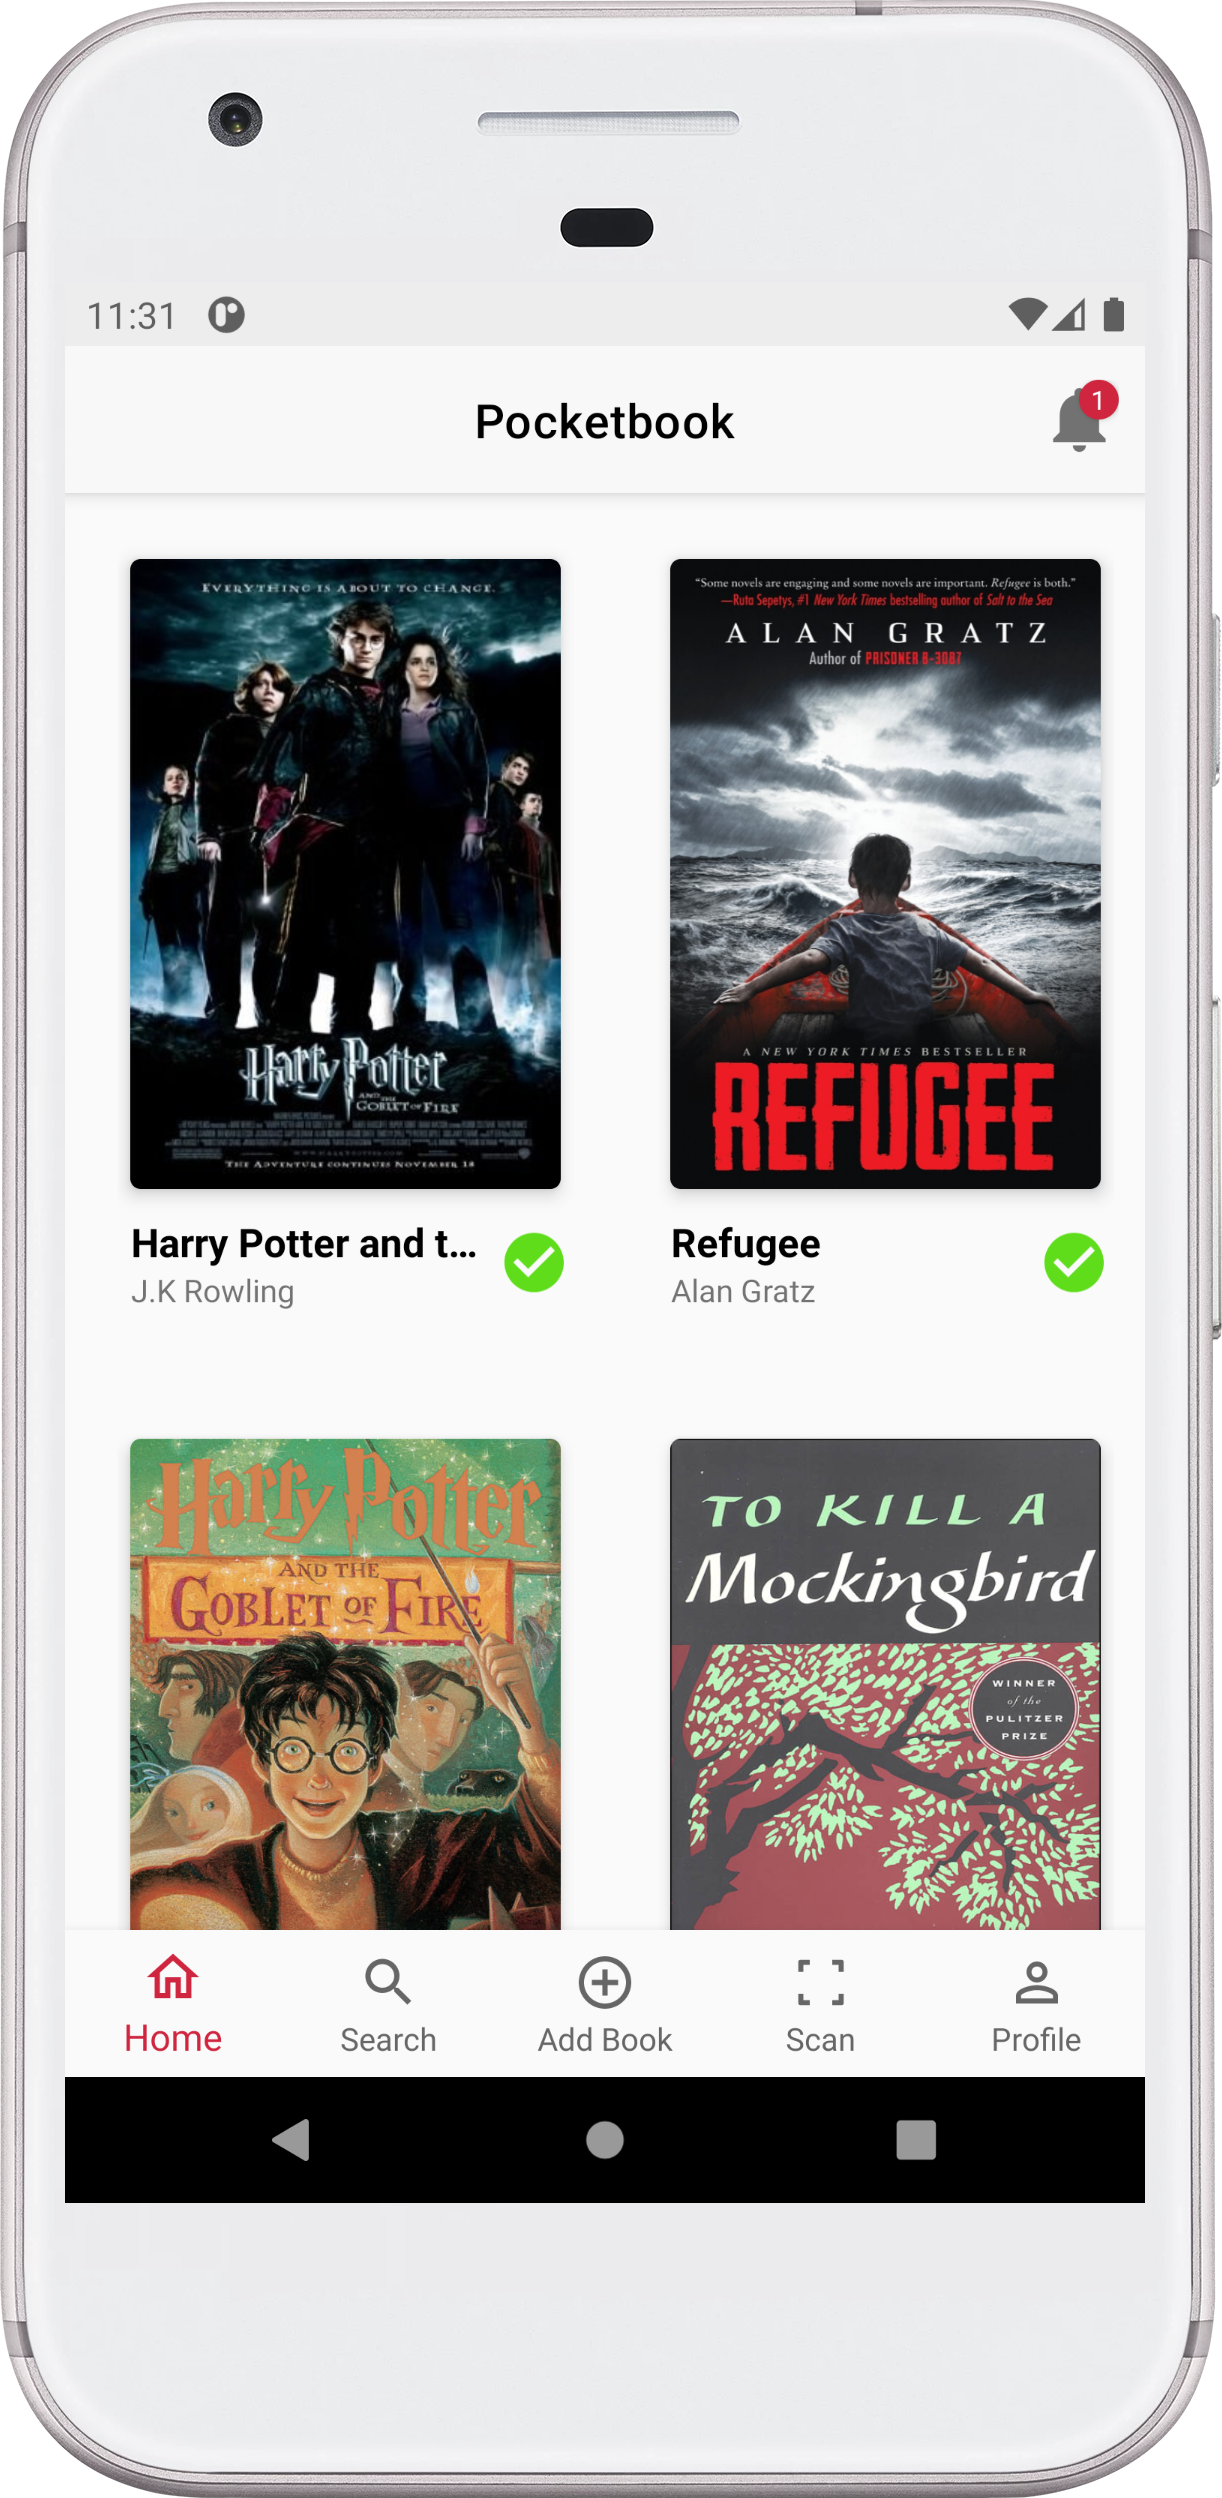 11:31
Pocketbook
1
EVERYTHING IS ABOUT TO CHANGE.
Harry Potter
AND THE
GOBLET OF FIRE
THE ADVENTURE CONTINUES NOVEMBER 18
“Some novels are engaging and some novels are important. Refugee is both.”
—Ruta Sepetys, #1 New York Times bestselling author of Salt to the Sea
ALAN GRATZ
Author of PRISONER B-3087
A NEW YORK TIMES BESTSELLER
REFUGEE
Harry Potter and t...
J.K Rowling
Refugee
Alan Gratz
Harry Potter
AND THE
GOBLET OF FIRE
TO KILL A
Mockingbird
WINNER
of the
PULITZER
PRIZE
Home
Search
Add Book
Scan
Profile